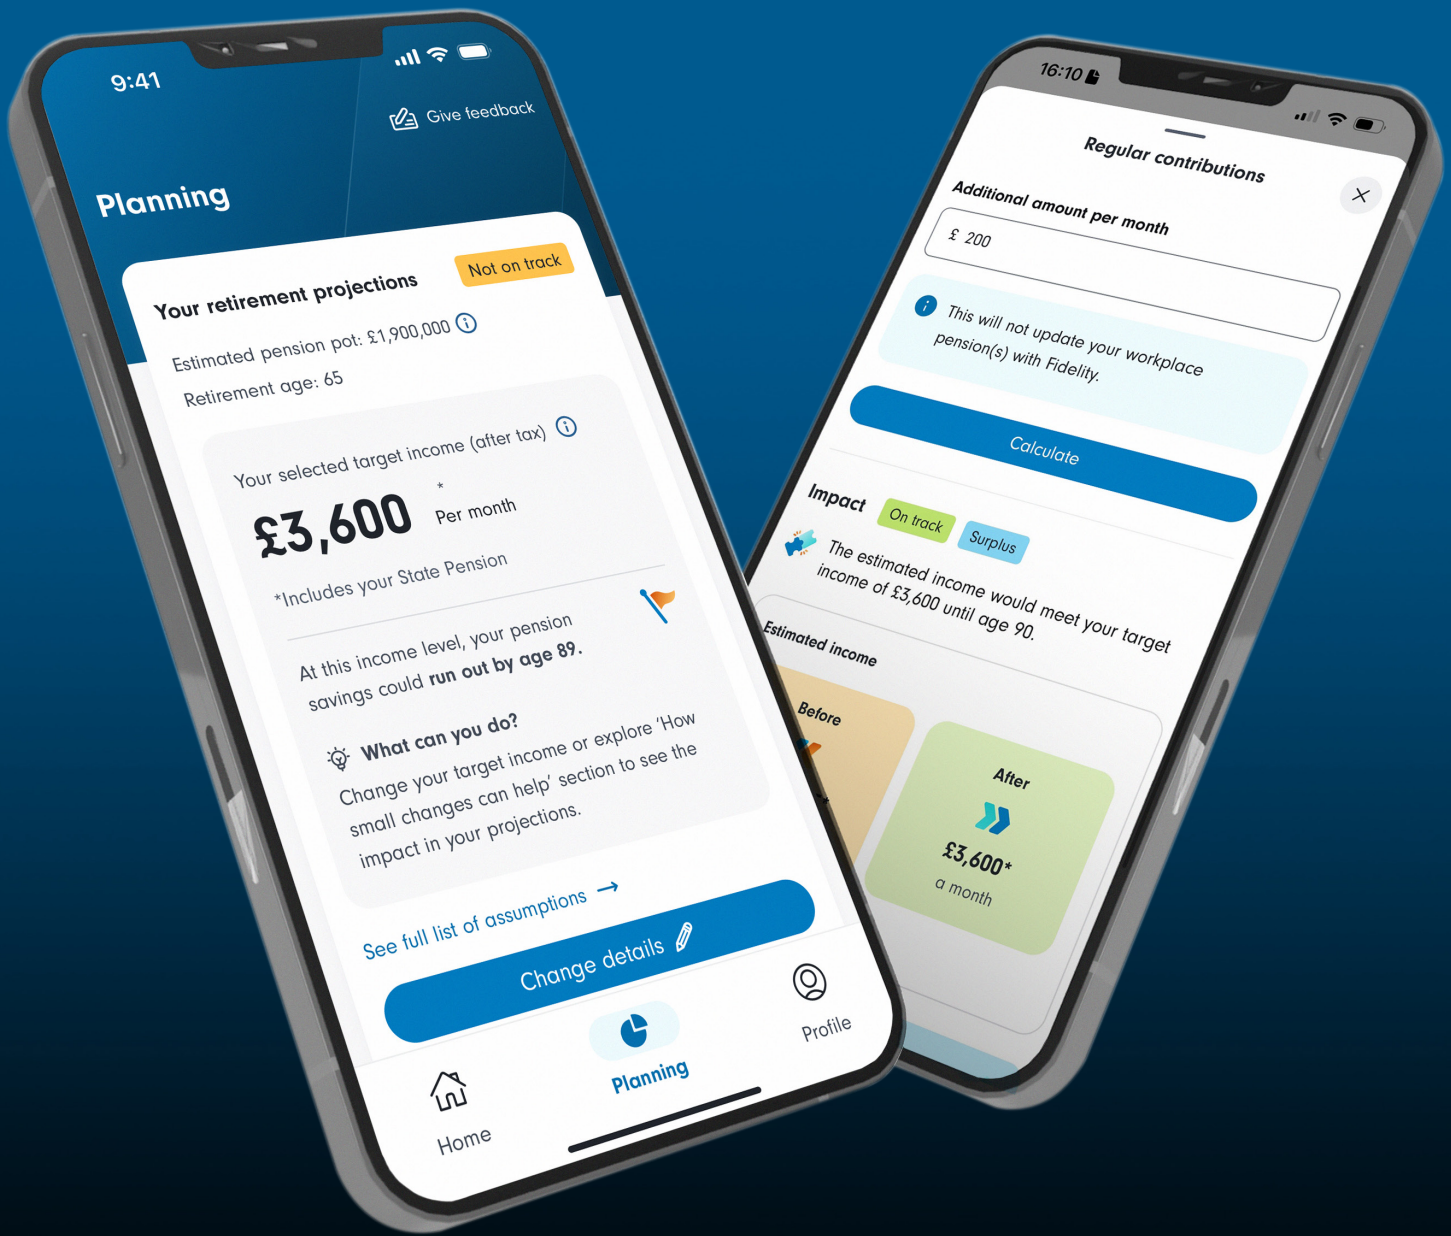 9:41
Give feedback
Planning
Your retirement projections
Not on track
Estimated pension pot: £1,900,000
Retirement age: 65
Your selected target income (after tax)
£3,600
*
Per month
*Includes your State Pension
At this income level, your pension
savings could run out by age 89.
What can you do?
Change your target income or explore ‘How
small changes can help’ section to see the
impact in your projections.
See full list of assumptions →
Change details
Home
Planning
Profile
16:10
Regular contributions
Additional amount per month
£ 200
This will not update your workplace
pension(s) with Fidelity.
Calculate
Impact
On track
Surplus
The estimated income would meet your target
income of £3,600 until age 90.
Estimated income
Before
After
£3,600*
a month